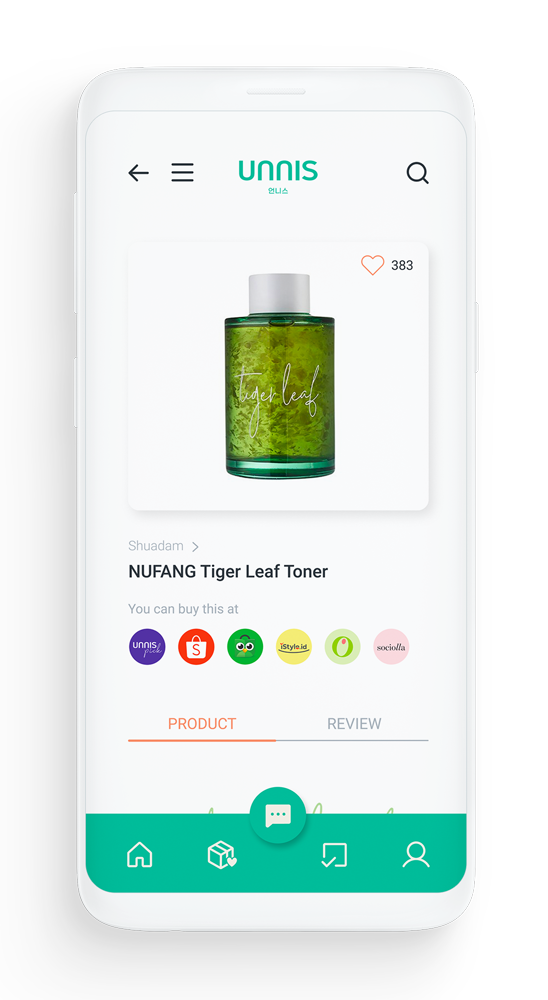 UNNIS
언니스
383
tiger leaf
Shuadam
NUFANG Tiger Leaf Toner
You can buy this at
UNNIS pick
S
iStyle.id
sociolla
PRODUCT
REVIEW